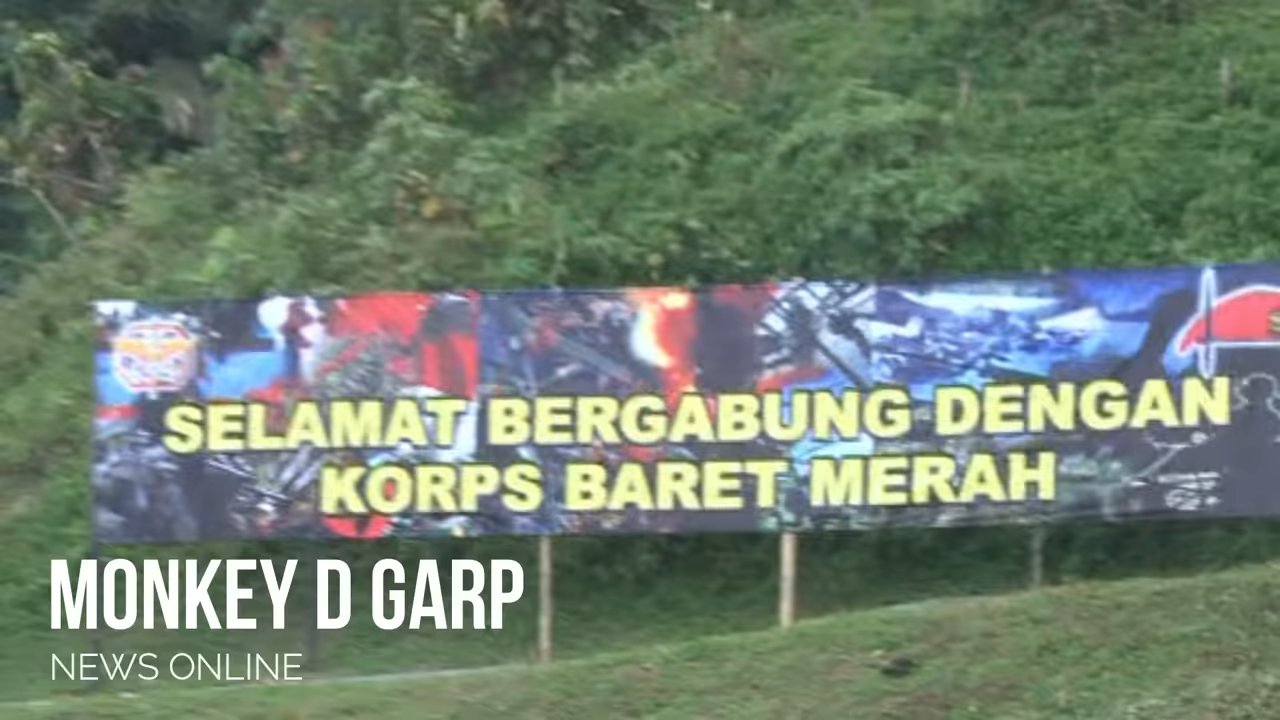 SELAMAT BERGABUNG DENGAN
KORPS BARET MERAH
MONKEY D GARP
NEWS ONLINE